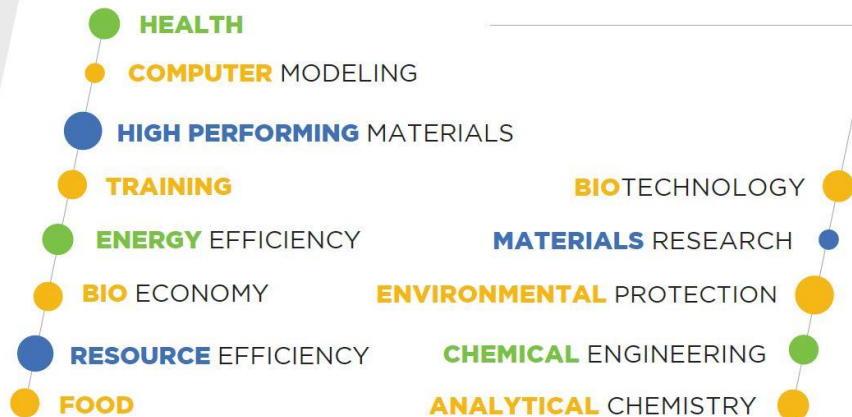 HEALTH
COMPUTER MODELING
HIGH PERFORMING MATERIALS
TRAINING
ENERGY EFFICIENCY
BIO ECONOMY
RESOURCE EFFICIENCY
FOOD
BIOTECHNOLOGY
MATERIALS RESEARCH
ENVIRONMENTAL PROTECTION
CHEMICAL ENGINEERING
ANALYTICAL CHEMISTRY